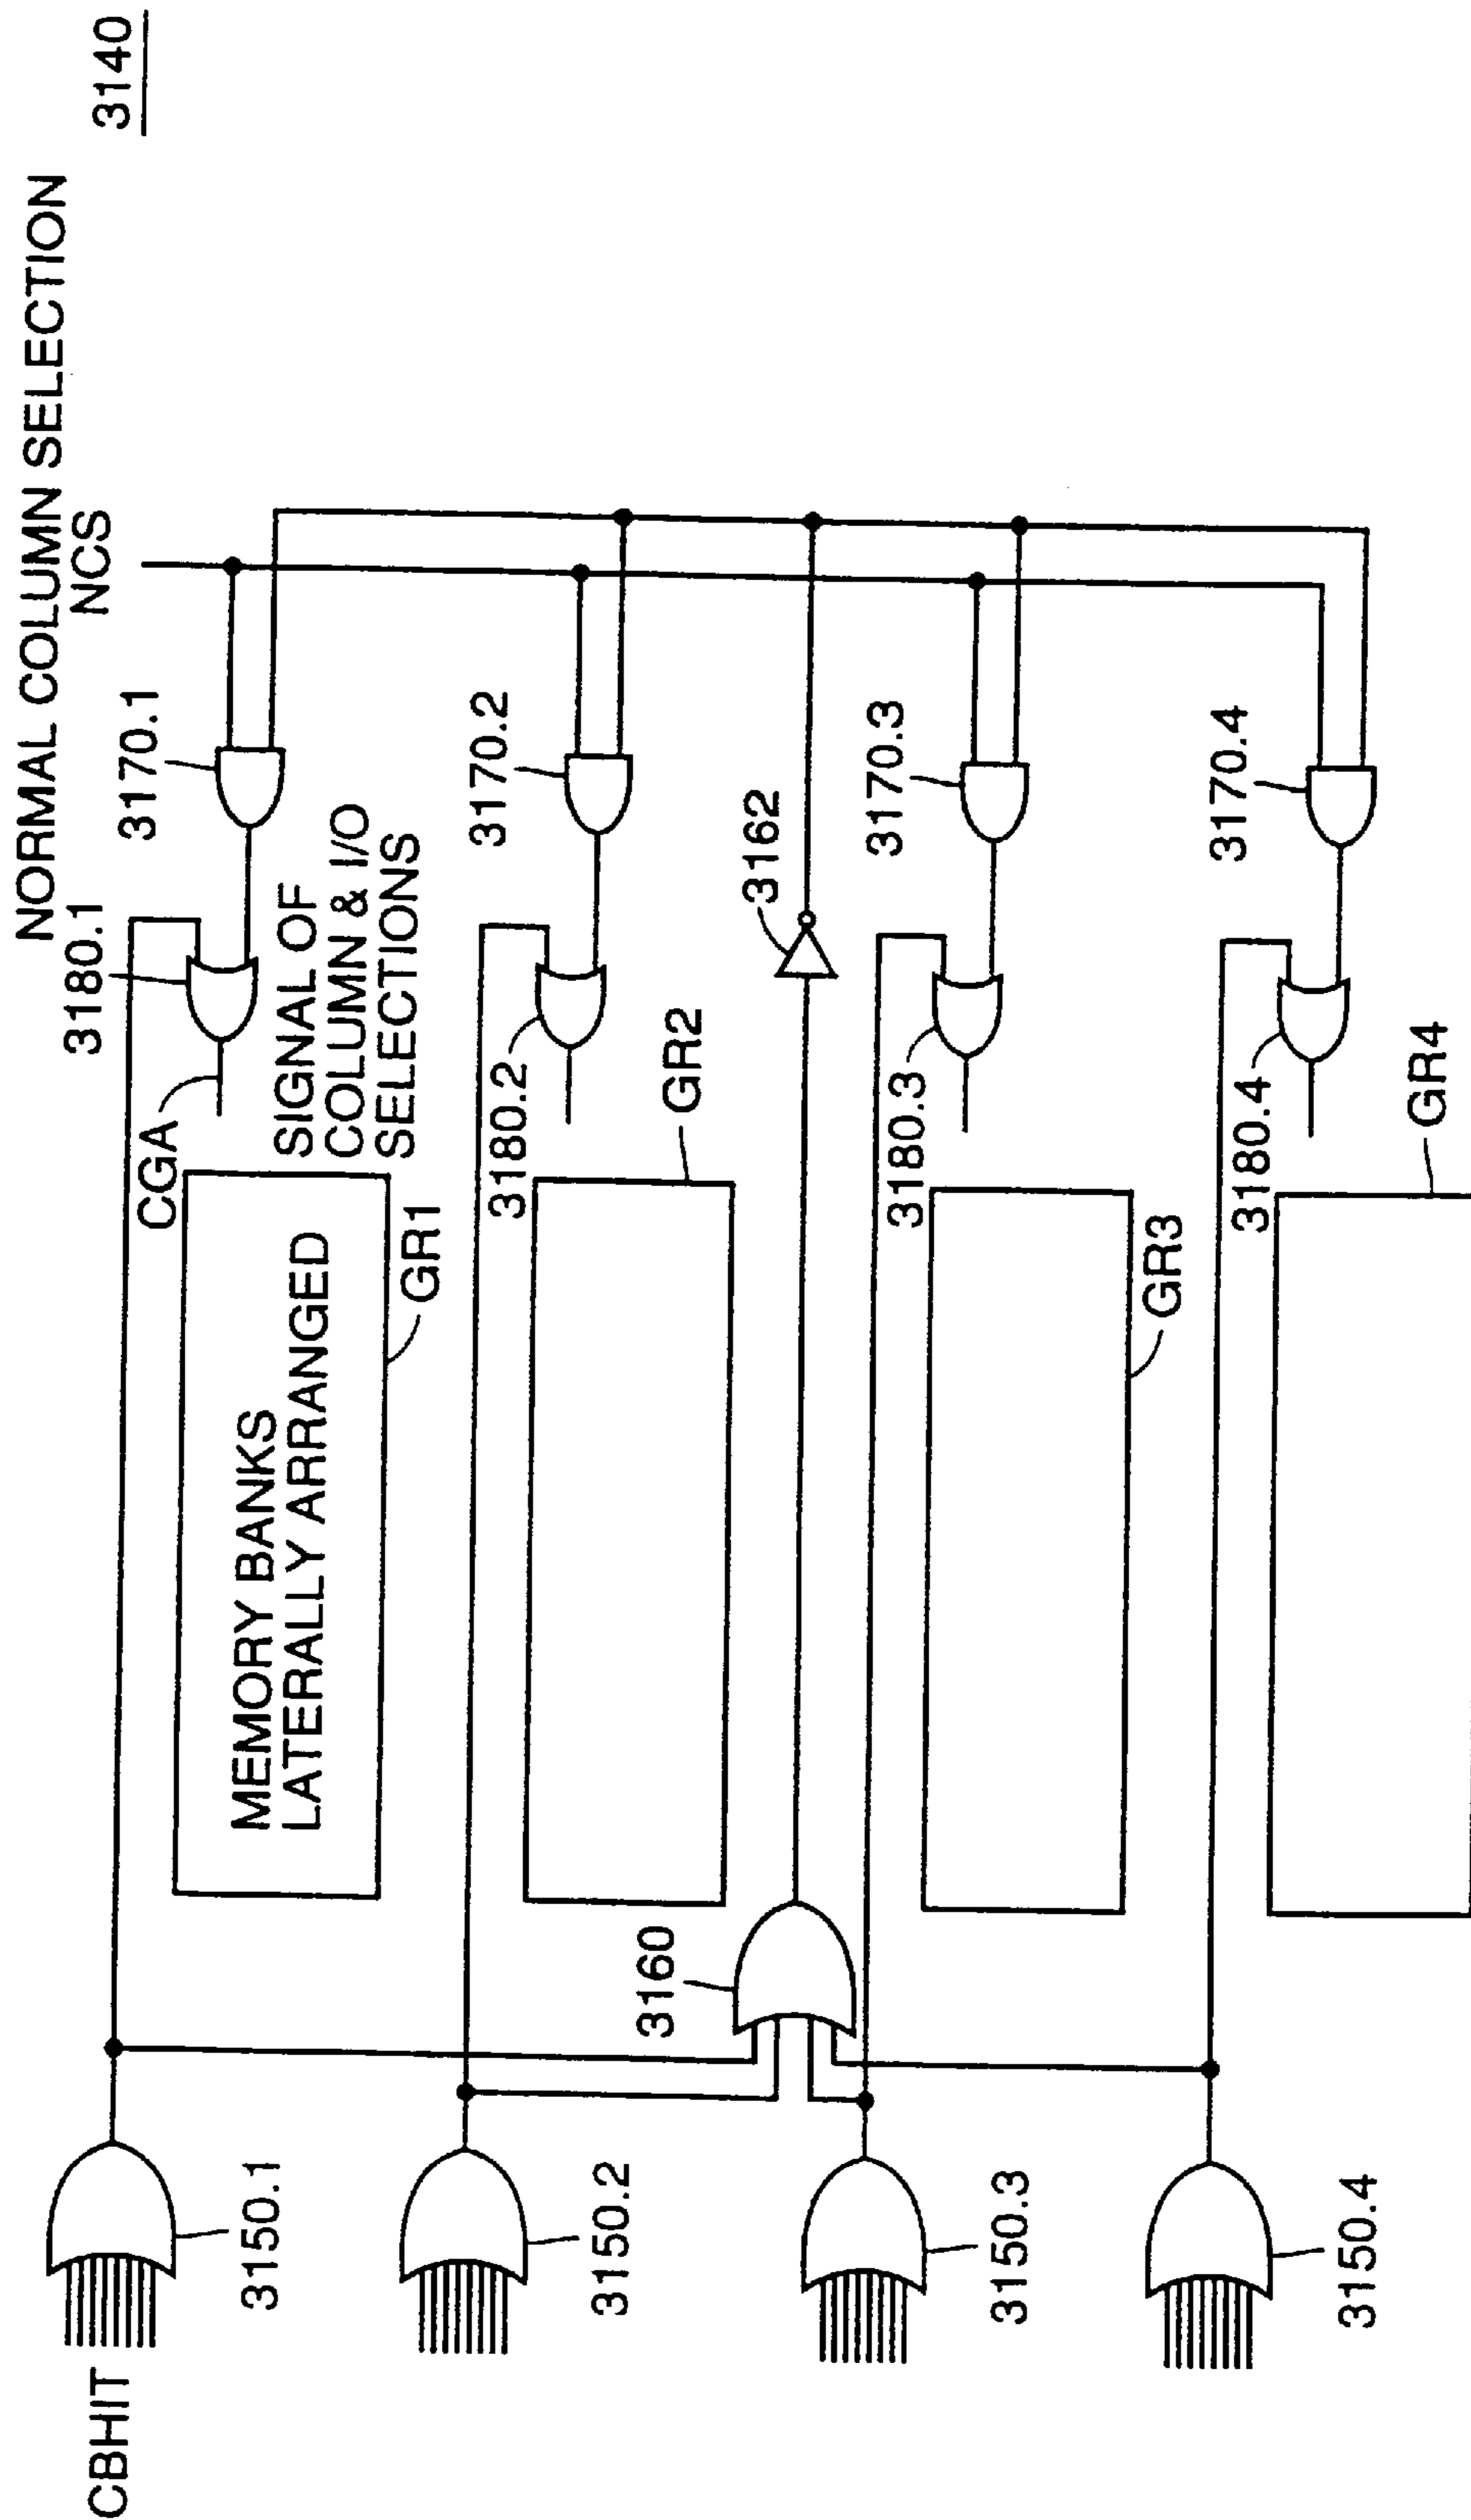 3140
NORMAL COLUMN SELECTION
NCS
3180.1
3170.1
CGA
SIGNAL OF
COLUMN & I/O
SELECTIONS
MEMORY BANKS
LATERALLY ARRANGED
GR1
CBHIT
3150.1
3180.2
3170.2
GR2
3150.2
3160
3162
3180.3
3170.3
GR3
3150.3
3180.4
3170.4
GR4
3150.4